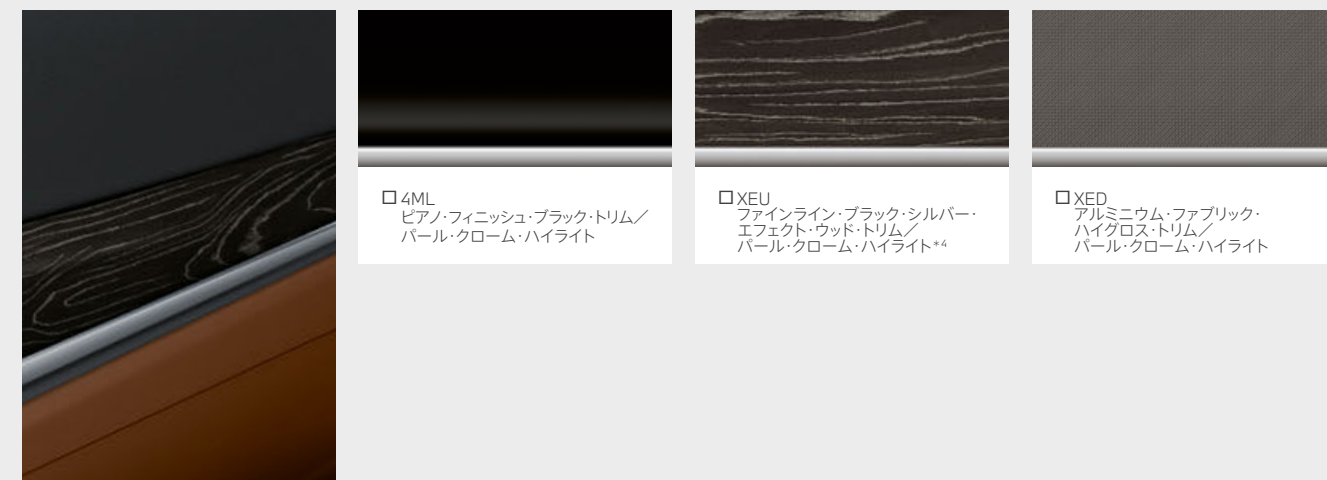 □ 4ML
ピアノ・フィニッシュ・ブラック・トリム／
パール・クローム・ハイライト
□ XEU
ファインライン・ブラック・シルバー・
エフェクト・ウッド・トリム／
パール・クローム・ハイライト*4
□ XED
アルミニウム・ファブリック・
ハイグロス・トリム／
パール・クローム・ハイライト